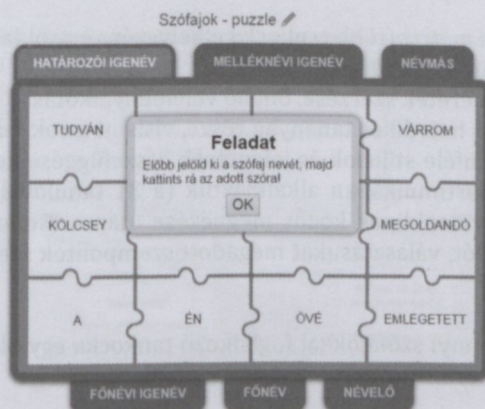 Szófajok - puzzle
HATÁROZÓI IGENÉV
MELLÉKNÉVI IGENÉV
NÉVMÁS
TUDVÁN
VÁRROM
Feladat
Előbb jelöld ki a szófaj nevét, majd
kattints rá az adott szóra!
OK
KÖLCSEY
MEGOLDANDÓ
A
ÉN
ÖVÉ
EMLEGETETT
FŐNÉVI IGENÉV
FŐNÉV
NÉVELŐ